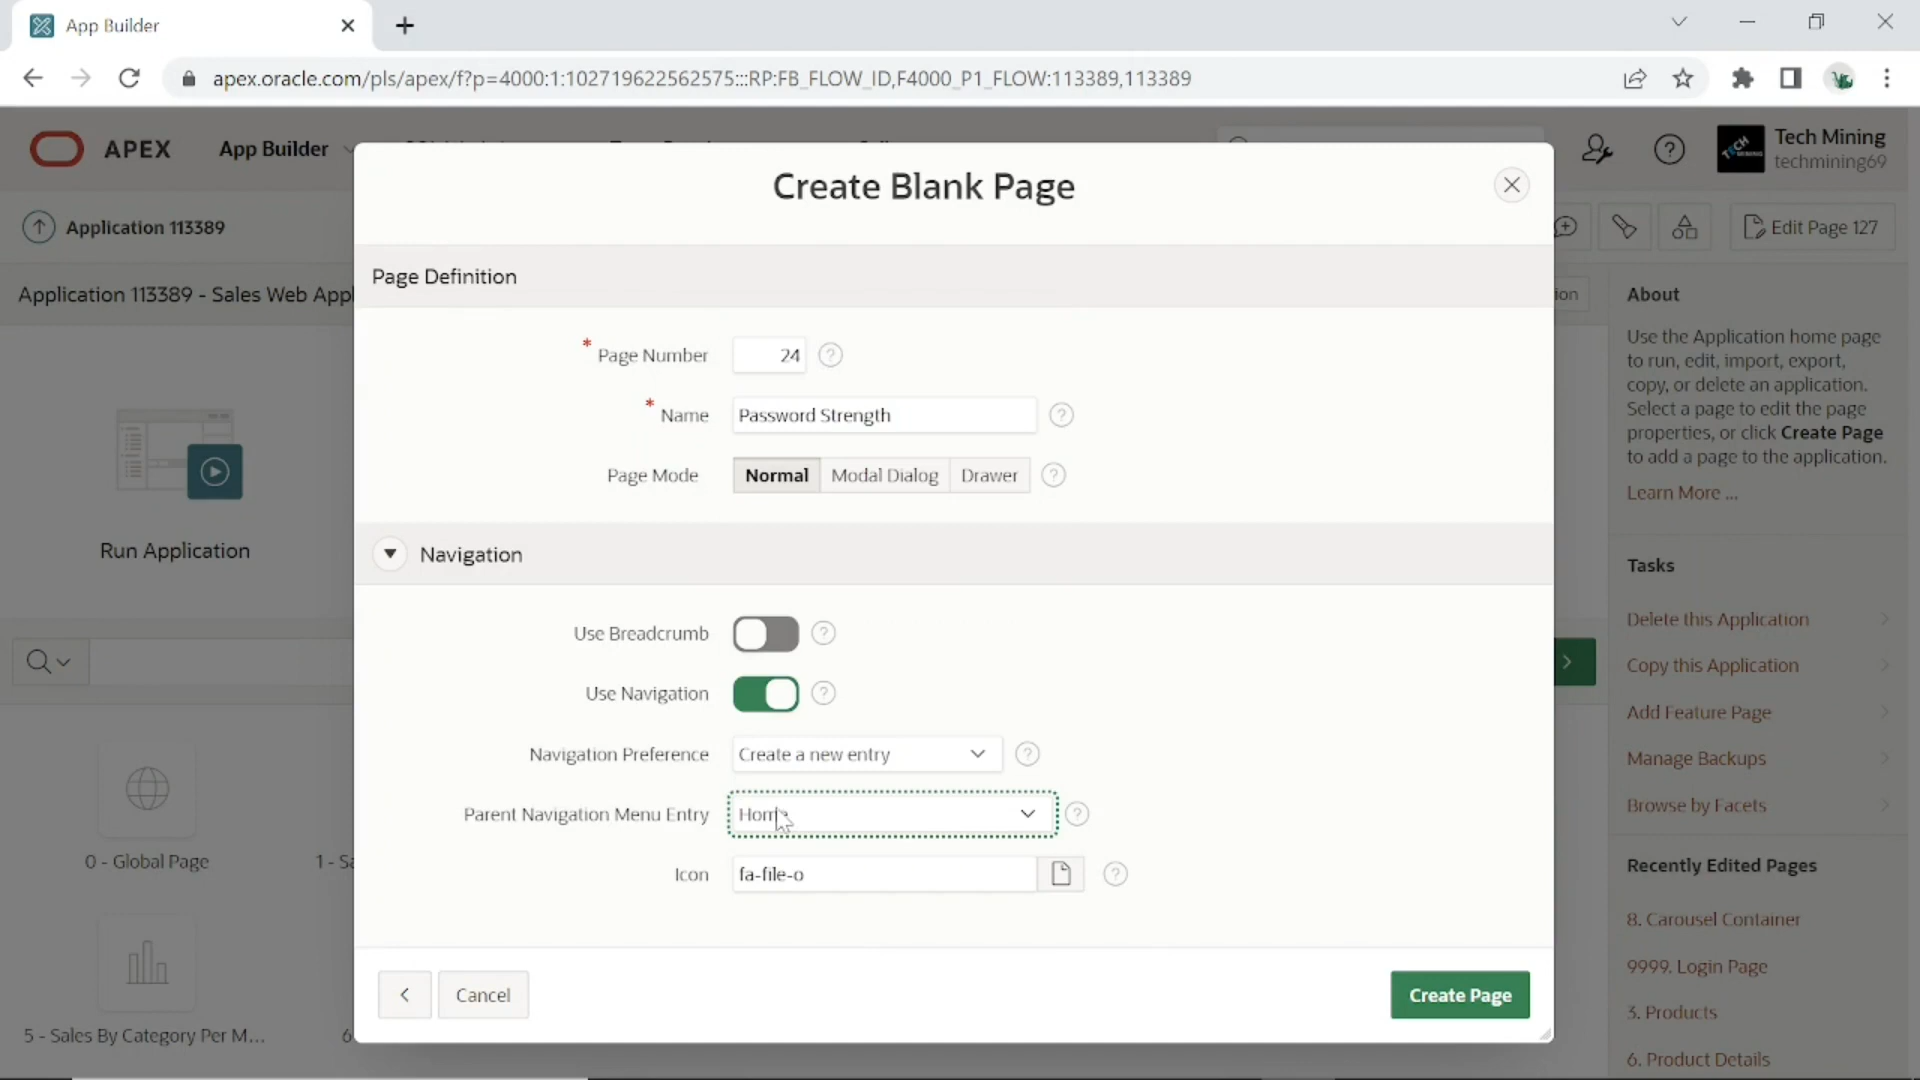 App Builder
apex.oracle.com/pls/apex/f?p=4000:1:102719622562575:::RP:FB_FLOW_ID,F4000_P1_FLOW:113389,113389
APEX
App Builder
Tech Mining
techmining69
Application 113389
Edit Page 127
Application 113389 - Sales Web App
Run Application
0 - Global Page
1 - Sa
5 - Sales By Category Per M...
6
Create Blank Page
Page Definition
* Page Number
24
* Name
Password Strength
Page Mode
Normal
Modal Dialog
Drawer
Navigation
Use Breadcrumb
Use Navigation
Navigation Preference
Create a new entry
Parent Navigation Menu Entry
Home
Icon
fa-file-o
Cancel
Create Page
ion
About
Use the Application home page
to run, edit, import, export,
copy, or delete an application.
Select a page to edit the page
properties, or click Create Page
to add a page to the application.
Learn More ...
Tasks
Delete this Application
Copy this Application
Add Feature Page
Manage Backups
Browse by Facets
Recently Edited Pages
8. Carousel Container
9999. Login Page
3. Products
6. Product Details